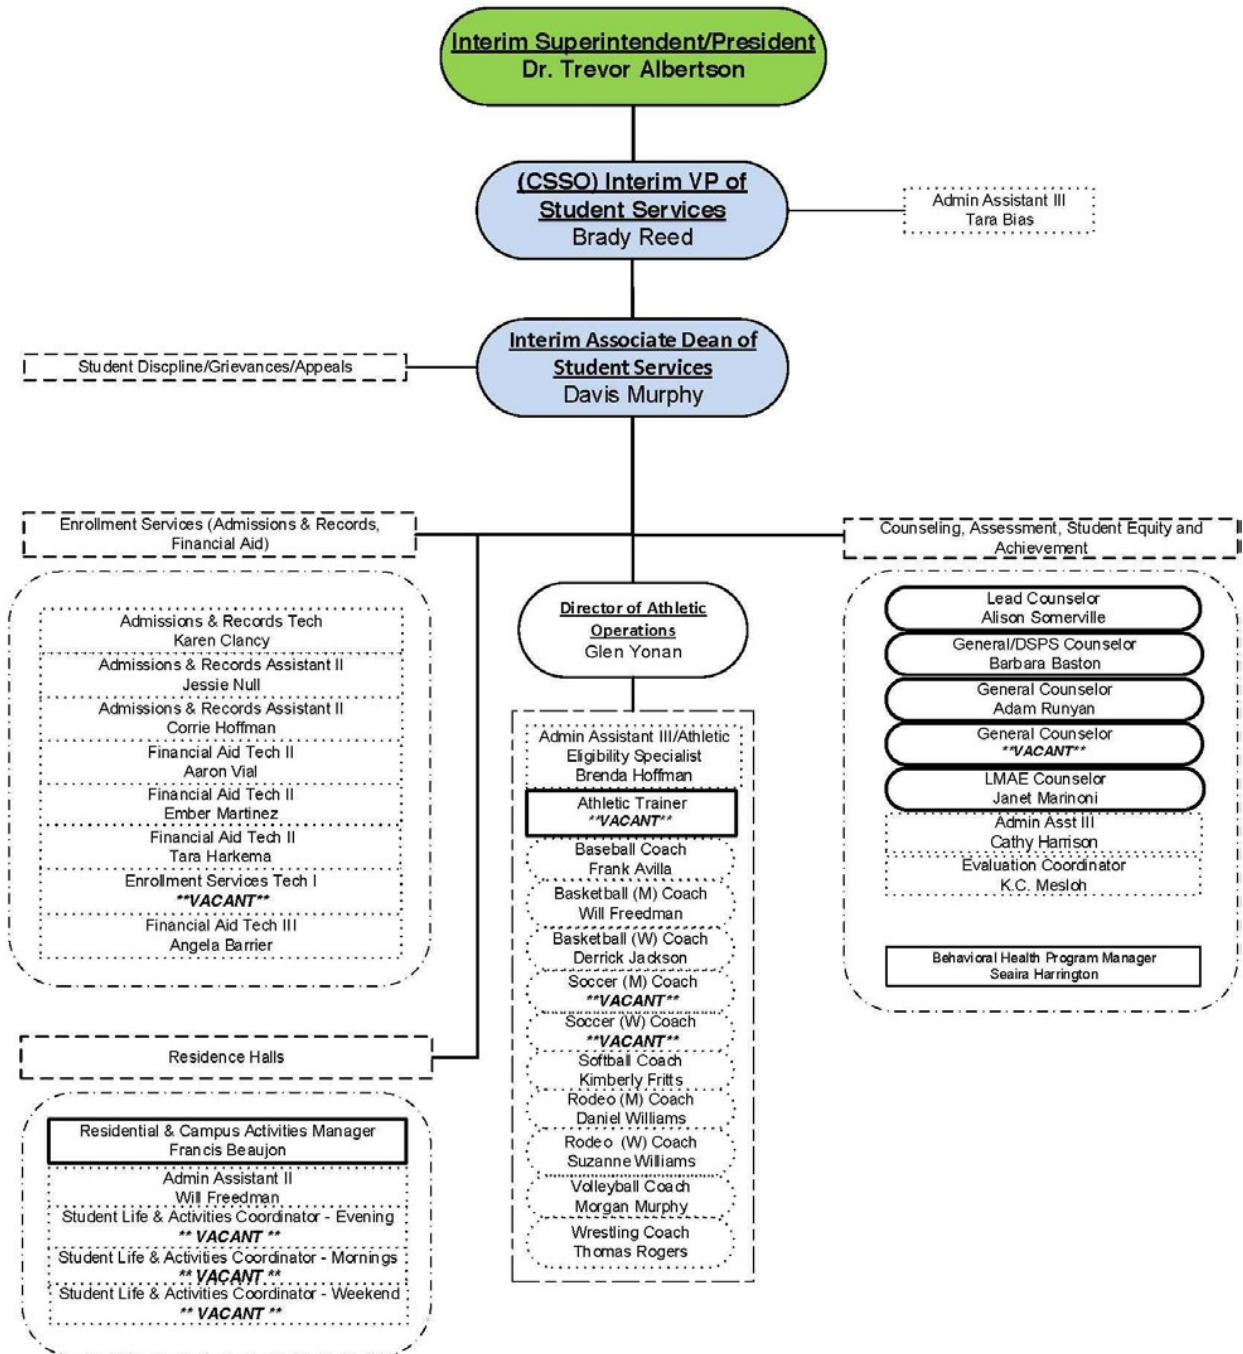 Interim Superintendent/President
Dr. Trevor Albertson
(CSSO) Interim VP of
Student Services
Brady Reed
Admin Assistant III
Tara Bias
Interim Associate Dean of
Student Services
Davis Murphy
Student Discpline/Grievances/Appeals
Enrollment Services (Admissions & Records,
Financial Aid)
Admissions & Records Tech
Karen Clancy
Admissions & Records Assistant II
Jessie Null
Admissions & Records Assistant II
Corrie Hoffman
Financial Aid Tech II
Aaron Vial
Financial Aid Tech II
Ember Martinez
Financial Aid Tech II
Tara Harkema
Enrollment Services Tech I
**VACANT**
Financial Aid Tech III
Angela Barrier
Residence Halls
Residential & Campus Activities Manager
Francis Beaujon
Admin Assistant II
Will Freedman
Student Life & Activities Coordinator - Evening
** VACANT **
Student Life & Activities Coordinator - Mornings
** VACANT **
Student Life & Activities Coordinator - Weekend
** VACANT **
Director of Athletic
Operations
Glen Yonan
Admin Assistant III/Athletic
Eligibility Specialist
Brenda Hoffman
Athletic Trainer
**VACANT**
Baseball Coach
Frank Avilla
Basketball (M) Coach
Will Freedman
Basketball (W) Coach
Derrick Jackson
Soccer (M) Coach
**VACANT**
Soccer (W) Coach
**VACANT**
Softball Coach
Kimberly Fritts
Rodeo (M) Coach
Daniel Williams
Rodeo (W) Coach
Suzanne Williams
Volleyball Coach
Morgan Murphy
Wrestling Coach
Thomas Rogers
Counseling, Assessment, Student Equity and
Achievement
Lead Counselor
Alison Somerville
General/DSPS Counselor
Barbara Baston
General Counselor
Adam Runyan
General Counselor
**VACANT**
LMAE Counselor
Janet Marinoni
Admin Asst III
Cathy Harrison
Evaluation Coordinator
K.C. Mesloh
Behavioral Health Program Manager
Seaira Harrington